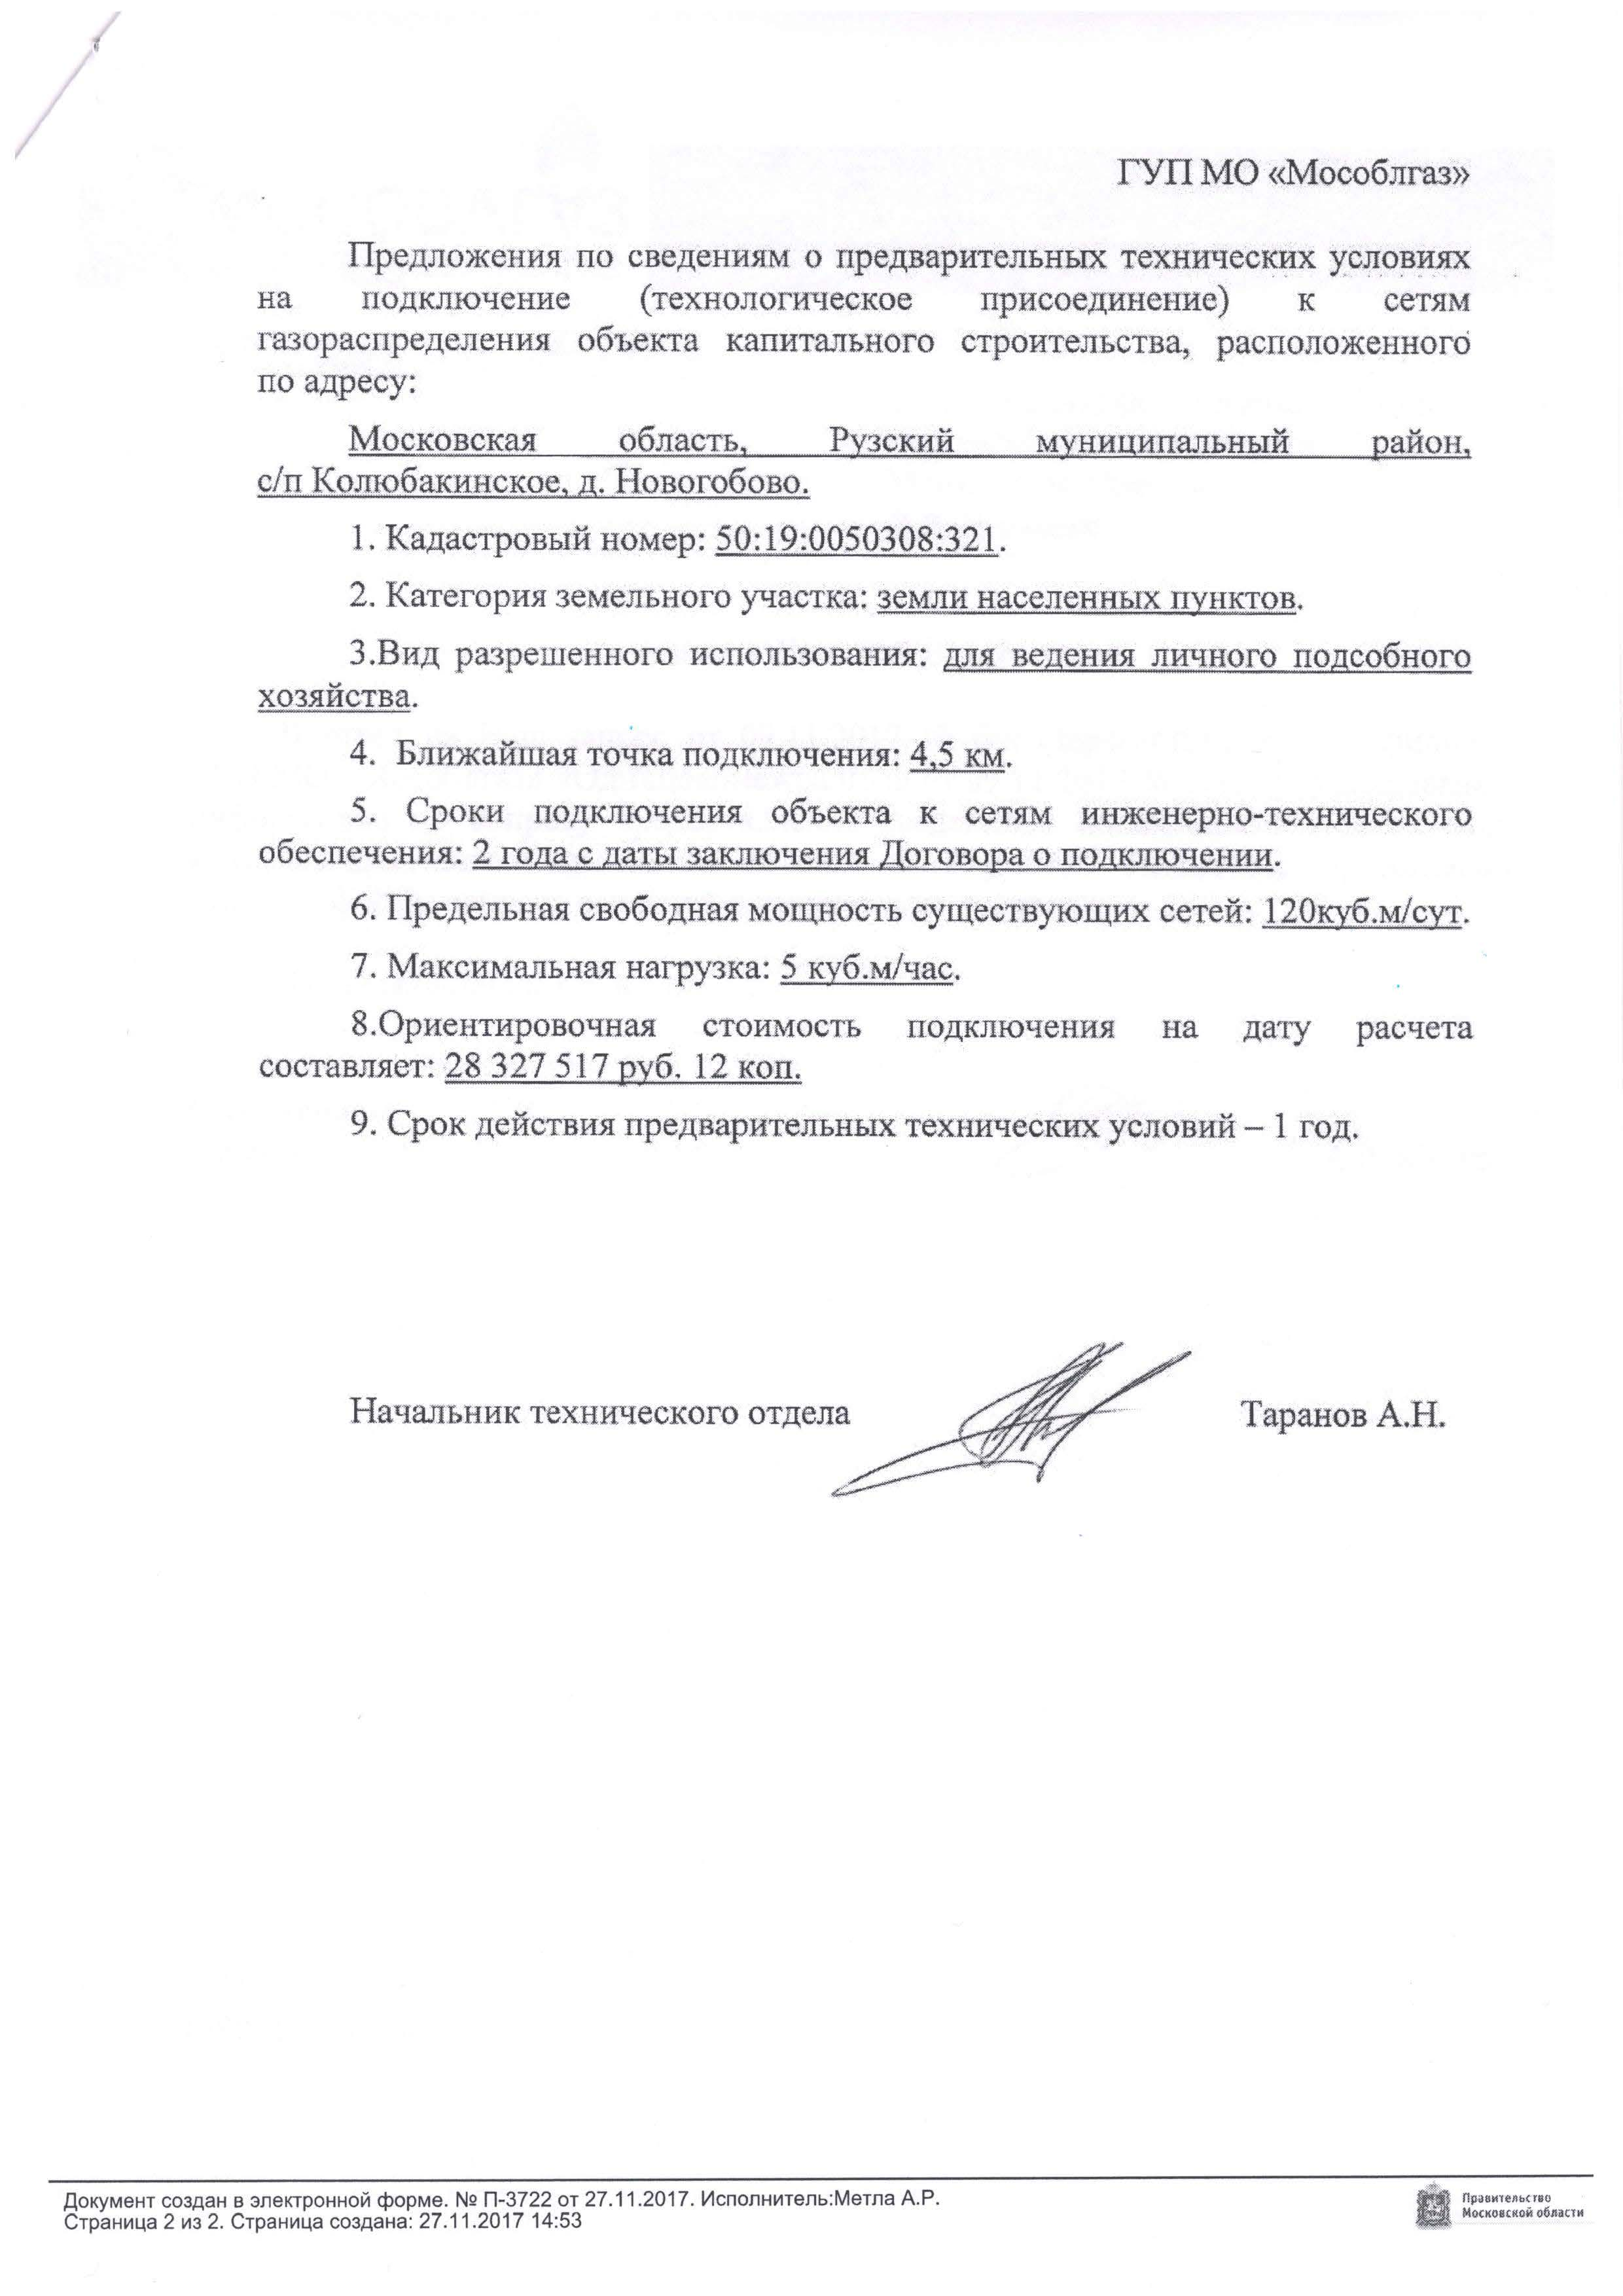 ГУП МО «Мособлгаз»
Предложения по сведениям о предварительных технических условиях
на подключение (технологическое присоединение) к сетям
газораспределения объекта капитального строительства, расположенного
по адресу:
Московская область, Рузский муниципальный район,
с/п Колюбакинское, д. Новогобово.
1. Кадастровый номер: 50:19:0050308:321.
2. Категория земельного участка: земли населенных пунктов.
3.Вид разрешенного использования: для ведения личного подсобного
хозяйства.
4. Ближайшая точка подключения: 4,5 км.
5. Сроки подключения объекта к сетям инженерно-технического
обеспечения: 2 года с даты заключения Договора о подключении.
6. Предельная свободная мощность существующих сетей: 120куб.м/сут.
7. Максимальная нагрузка: 5 куб.м/час.
8.Ориентировочная стоимость подключения на дату расчета
составляет: 28 327 517 руб. 12 коп.
9. Срок действия предварительных технических условий – 1 год.
Начальник технического отдела Таранов А.Н.
Документ создан в электронной форме. № П-3722 от 27.11.2017. Исполнитель:Метла А.Р.
Страница 2 из 2. Страница создана: 27.11.2017 14:53
Правительство
Московской области